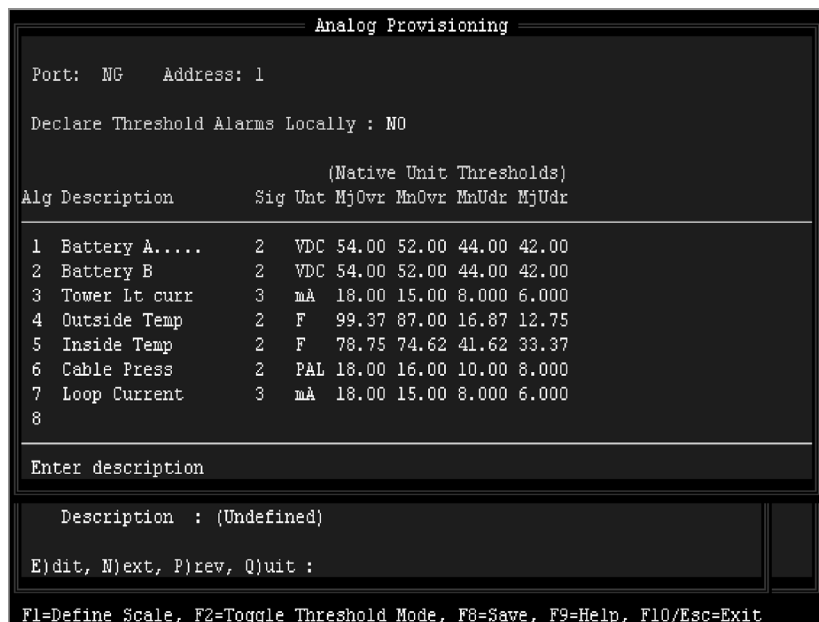 Analog Provisioning
Port: NG Address: 1
Declare Threshold Alarms Locally : NO
(Native Unit Thresholds)
Alg Description Sig Unt MjOvr MnOvr MnUdr MjUdr
1 Battery A..... 2 VDC 54.00 52.00 44.00 42.00
2 Battery B 2 VDC 54.00 52.00 44.00 42.00
3 Tower Lt curr 3 mA 18.00 15.00 8.000 6.000
4 Outside Temp 2 F 99.37 87.00 16.87 12.75
5 Inside Temp 2 F 78.75 74.62 41.62 33.37
6 Cable Press 2 PAL 18.00 16.00 10.00 8.000
7 Loop Current 3 mA 18.00 15.00 8.000 6.000
8
Enter description
Description : (Undefined)
E)dit, N)ext, P)rev, Q)uit :
F1=Define Scale, F2=Toggle Threshold Mode, F8=Save, F9=Help, F10/Esc=Exit